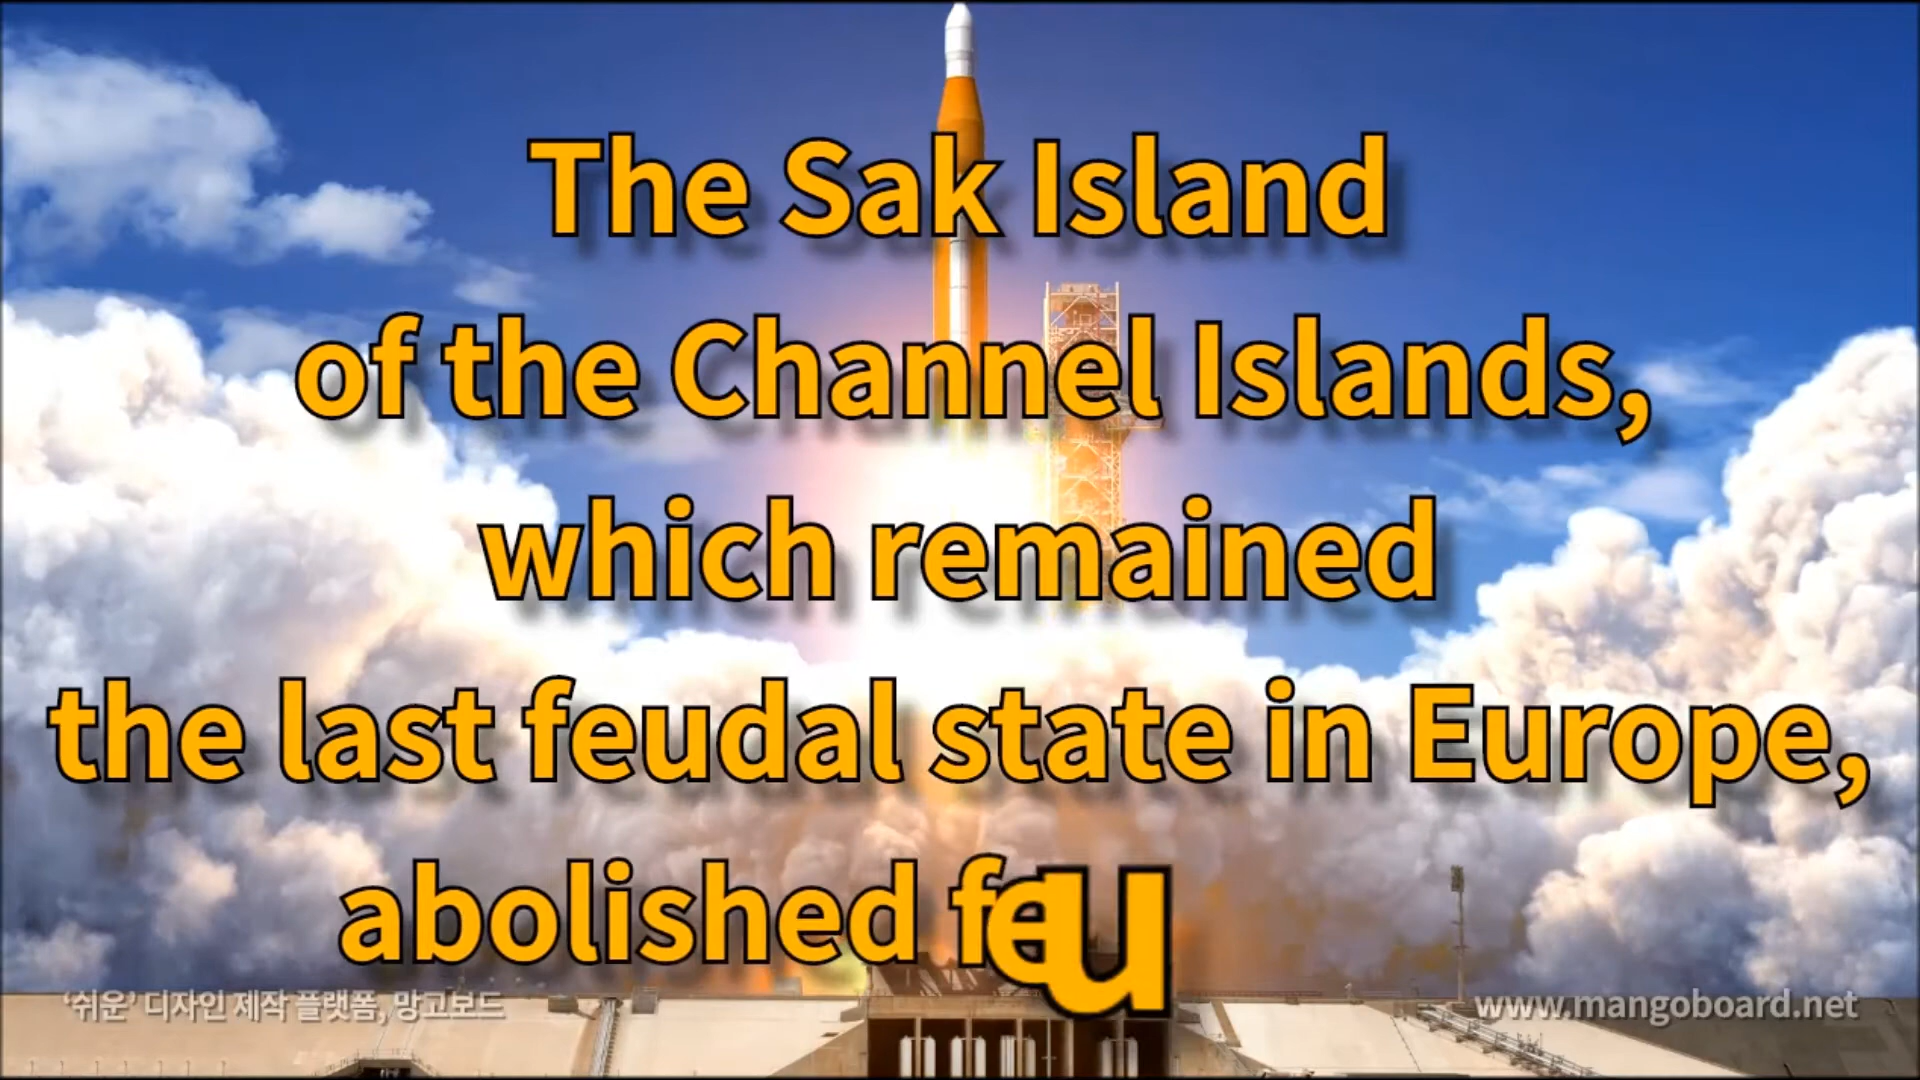 The Sak Island
of the Channel Islands,
which remained
the last feudal state in Europe,
abolished feu
'쉬운' 디자인 제작 플랫폼, 망고보드
www.mangoboard.net